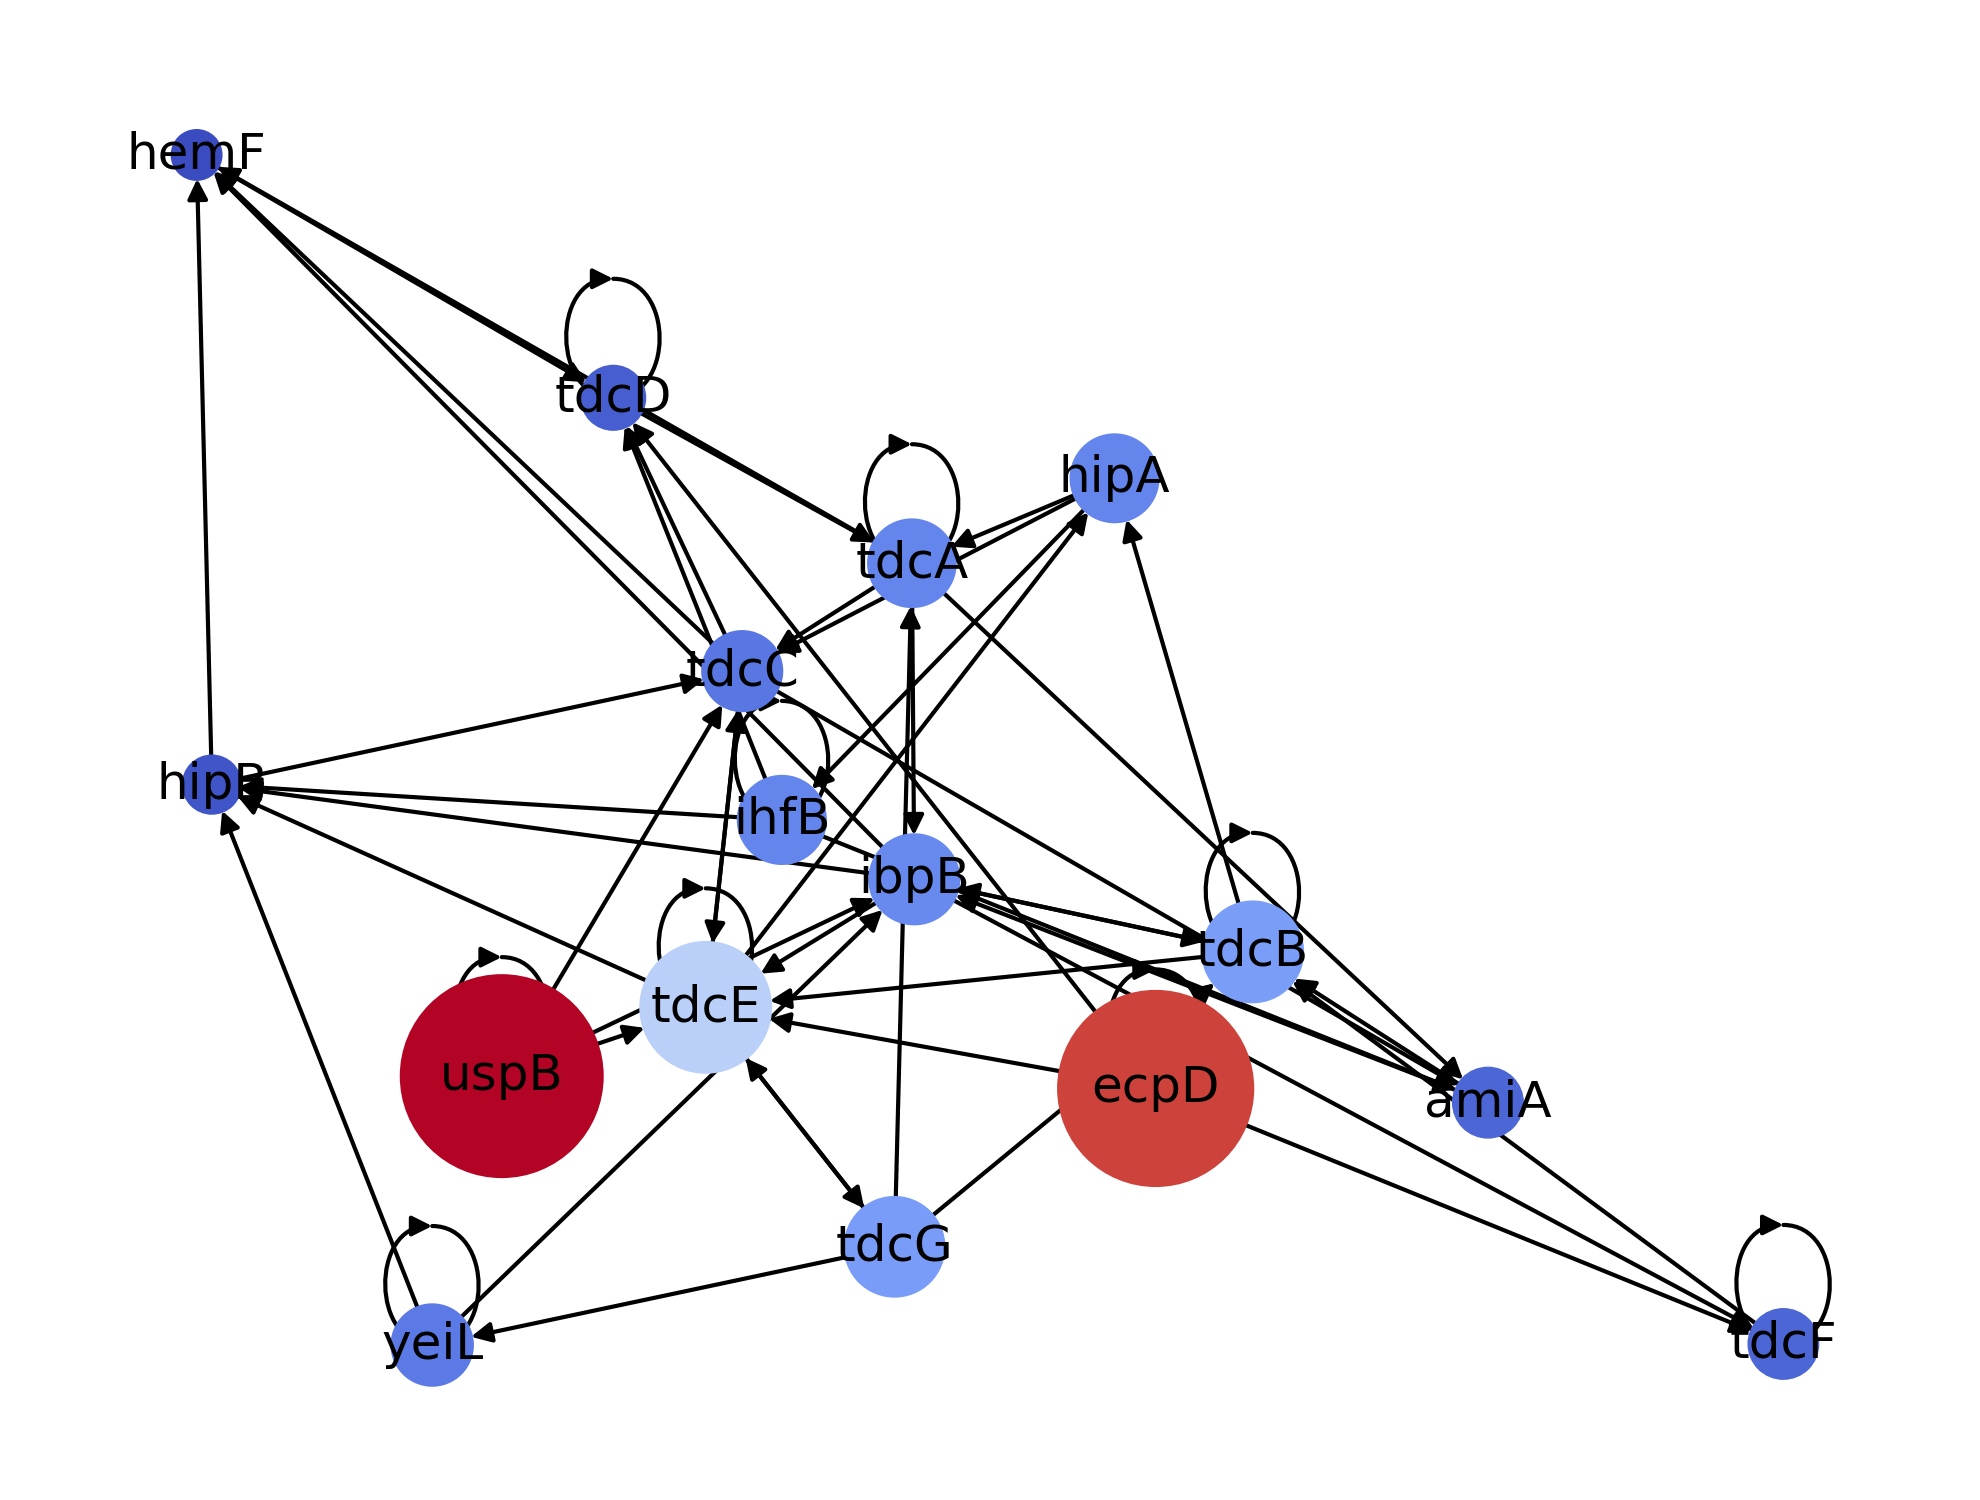 hemF
tdcD
hipA
tdcA
tdcC
hipB
ihfB
ibpB
tdcB
tdcE
uspB
ecpD
amiA
tdcG
yeiL
tdcF